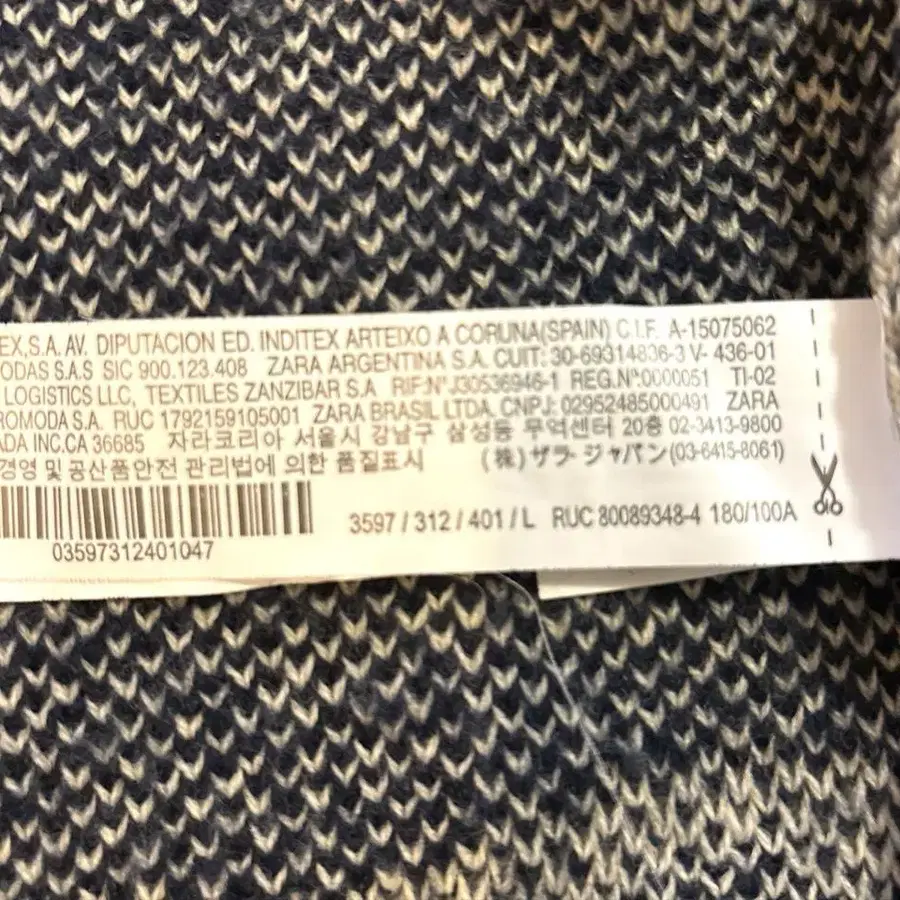 EX,S.A. AV. DIPUTACION ED. INDITEX ARTEIXO A CORUNA(SPAIN) C.I.F. A-15075062
ODAS S.A.S SIC 900.123.408 ZARA ARGENTINA S.A. CUIT: 30-69314836-3 V- 436-01
LOGISTICS LLC, TEXTILES ZANZIBAR S.A RIF:Nº J30536946-1 REG.Nº:0000051 TI-02
ROMODA S.A. RUC 1792159105001 ZARA BRASIL LTDA. CNPJ: 02952485000491 ZARA
ADA INC.CA 36685 자라코리아 서울시 강남구 삼성동 무역센터 20층 02-3413-9800
경영 및 공산품안전 관리법에 의한 품질표시 (株)ザラ・ジャパン(03-6415-8061)
3597 / 312 / 401 / L RUC 80089348-4 180/100A
03597312401047